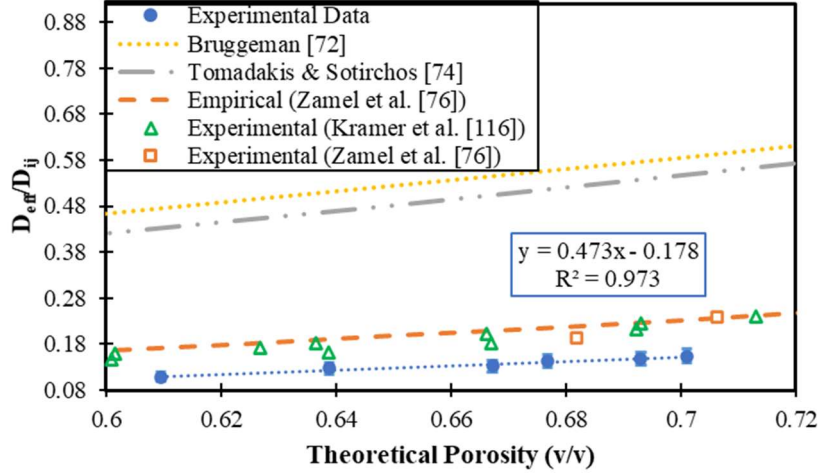 0.88
0.78
0.68
0.58
0.48
0.38
0.28
0.18
0.08
Deff/Dij
Experimental Data
Bruggeman [72]
Tomadakis & Sotirchos [74]
Empirical (Zamel et al. [76])
Experimental (Kramer et al. [116])
Experimental (Zamel et al. [76])
y = 0.473x - 0.178
R² = 0.973
0.6 0.62 0.64 0.66 0.68 0.7 0.72
Theoretical Porosity (v/v)